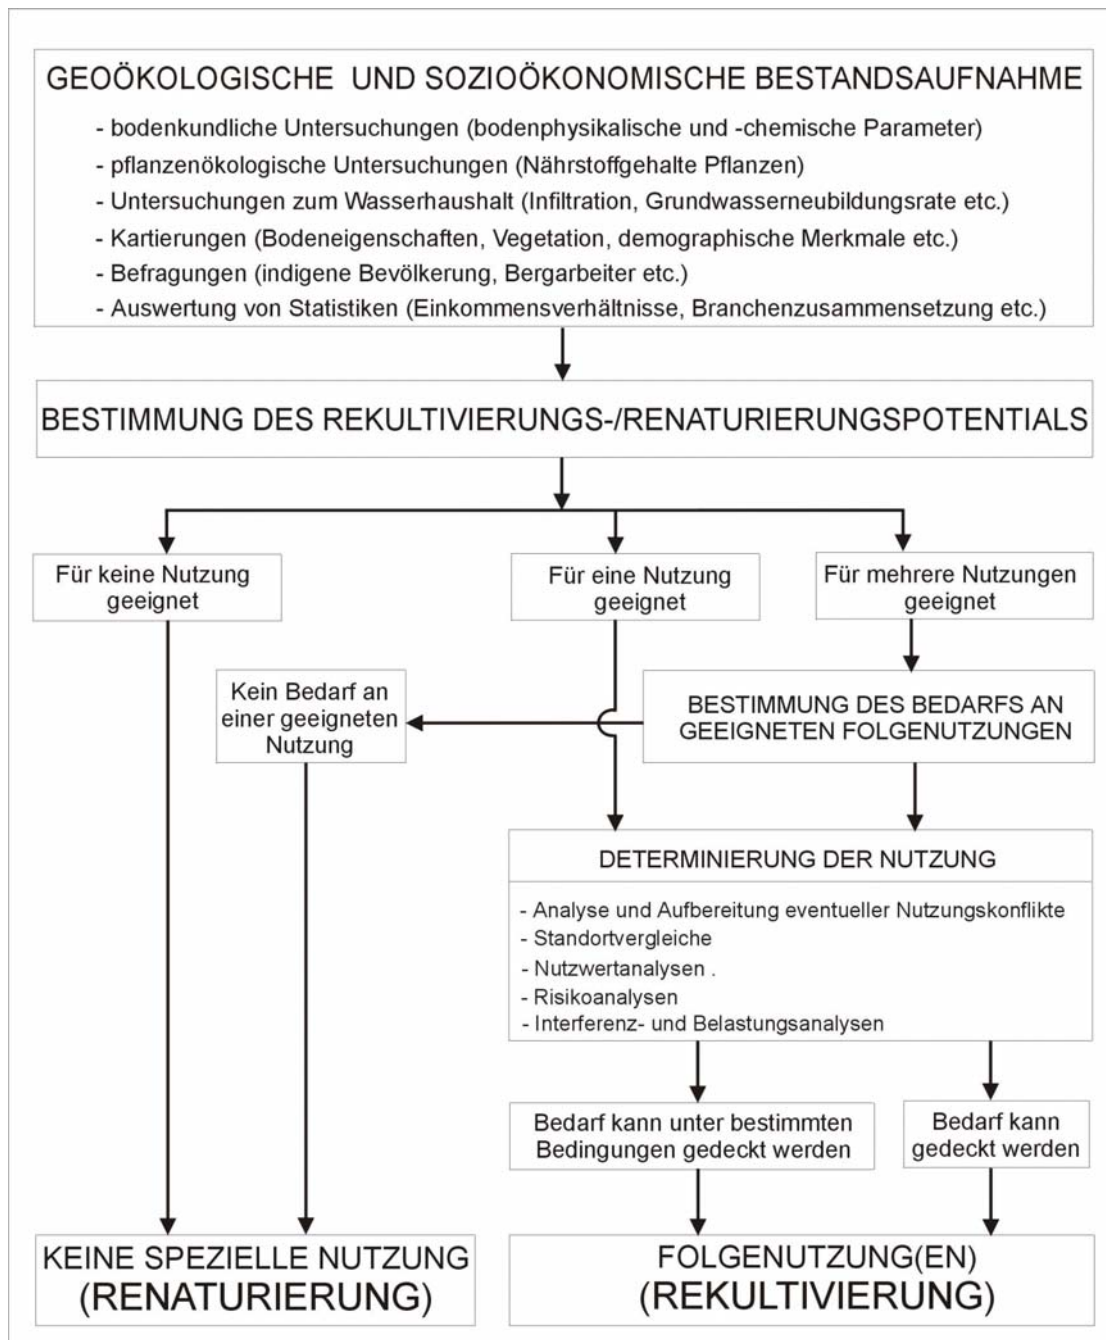 GEOÖKOLOGISCHE UND SOZIOÖKONOMISCHE BESTANDSAUFNAHME
- bodenkundliche Untersuchungen (bodenphysikalische und -chemische Parameter)
- pflanzenökologische Untersuchungen (Nährstoffgehalte Pflanzen)
- Untersuchungen zum Wasserhaushalt (Infiltration, Grundwasserneubildungsrate etc.)
- Kartierungen (Bodeneigenschaften, Vegetation, demographische Merkmale etc.)
- Befragungen (indigene Bevölkerung, Bergarbeiter etc.)
- Auswertung von Statistiken (Einkommensverhältnisse, Branchenzusammensetzung etc.)
BESTIMMUNG DES REKULTIVIERUNGS-/RENATURIERUNGSPOTENTIALS
Für keine Nutzung
geeignet
Für eine Nutzung
geeignet
Für mehrere Nutzungen
geeignet
Kein Bedarf an
einer geeigneten
Nutzung
BESTIMMUNG DES BEDARFS AN
GEEIGNETEN FOLGENUTZUNGEN
DETERMINIERUNG DER NUTZUNG
- Analyse und Aufbereitung eventueller Nutzungskonflikte
- Standortvergleiche
- Nutzwertanalysen .
- Risikoanalysen
- Interferenz- und Belastungsanalysen
Bedarf kann unter bestimmten
Bedingungen gedeckt werden
Bedarf kann
gedeckt werden
KEINE SPEZIELLE NUTZUNG
(RENATURIERUNG)
FOLGENUTZUNG(EN)
(REKULTIVIERUNG)